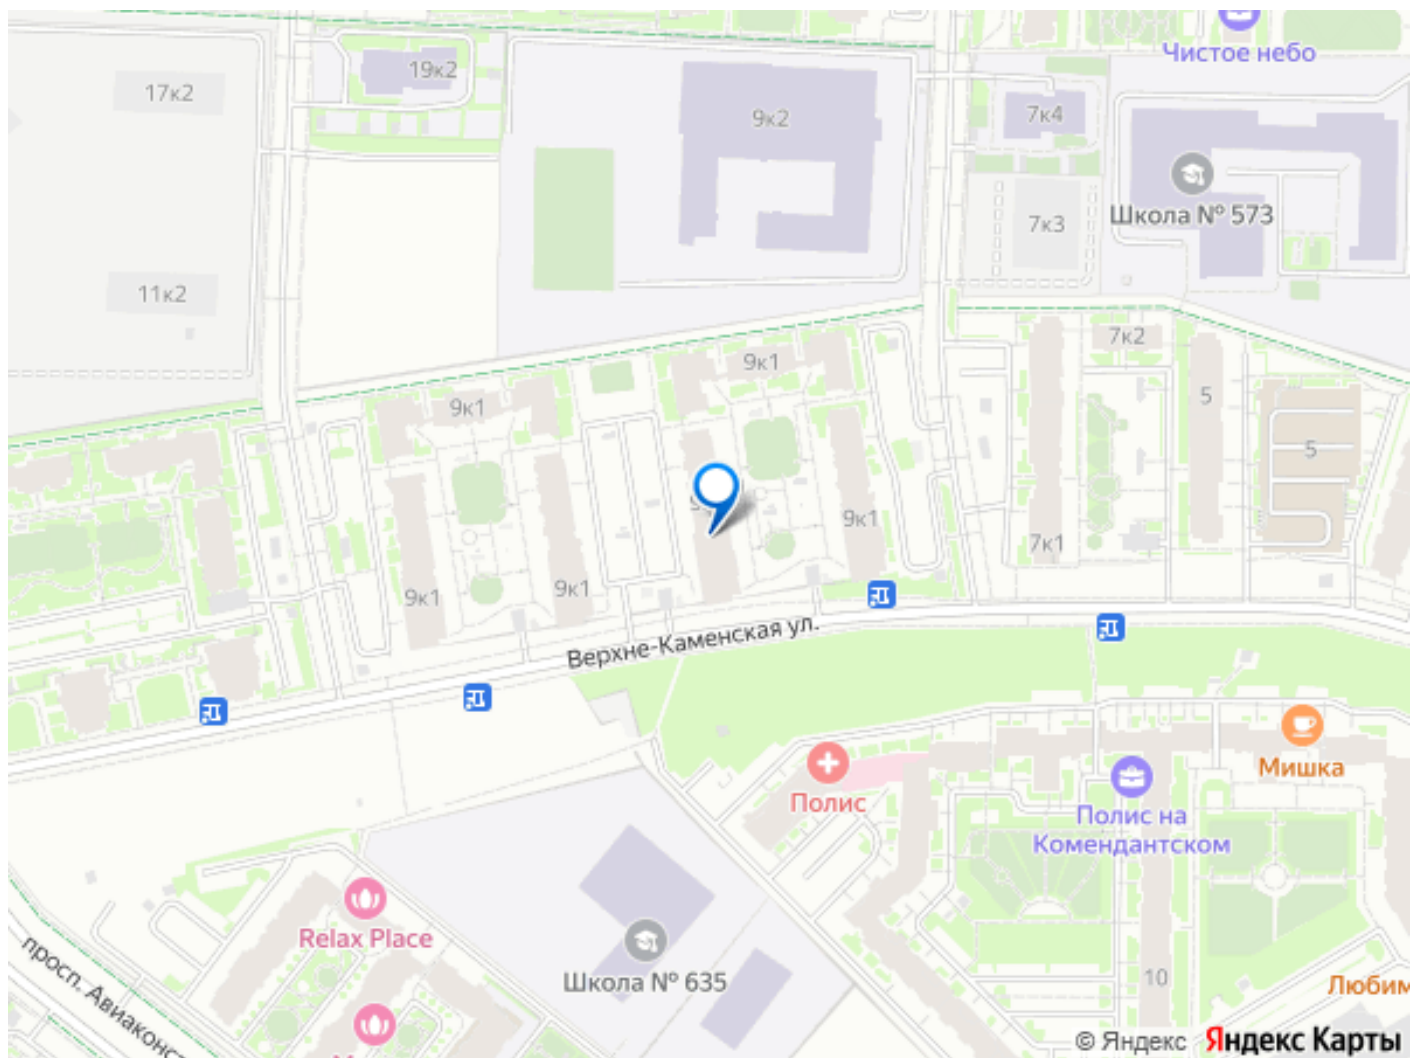 Чистое небо
19к2
17к2
9к2
7к4
Школа № 573
7к3
11к2
7к2
9к1
9к1
5
5
9к1
7к1
9к1
9к1
Верхне-Каменская ул.
Мишка
Полис
Полис на
Комендантском
Relax Place
Школа № 635
10
Любим
просп. Авиаконс
© Яндекс Яндекс Карты